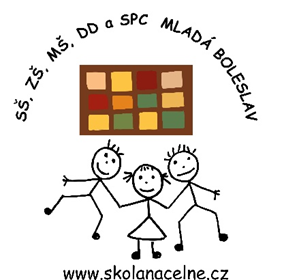 SŠ, ZŠ, MŠ, DD a SPC MLADÁ BOLESLAV
www.skolanacelne.cz